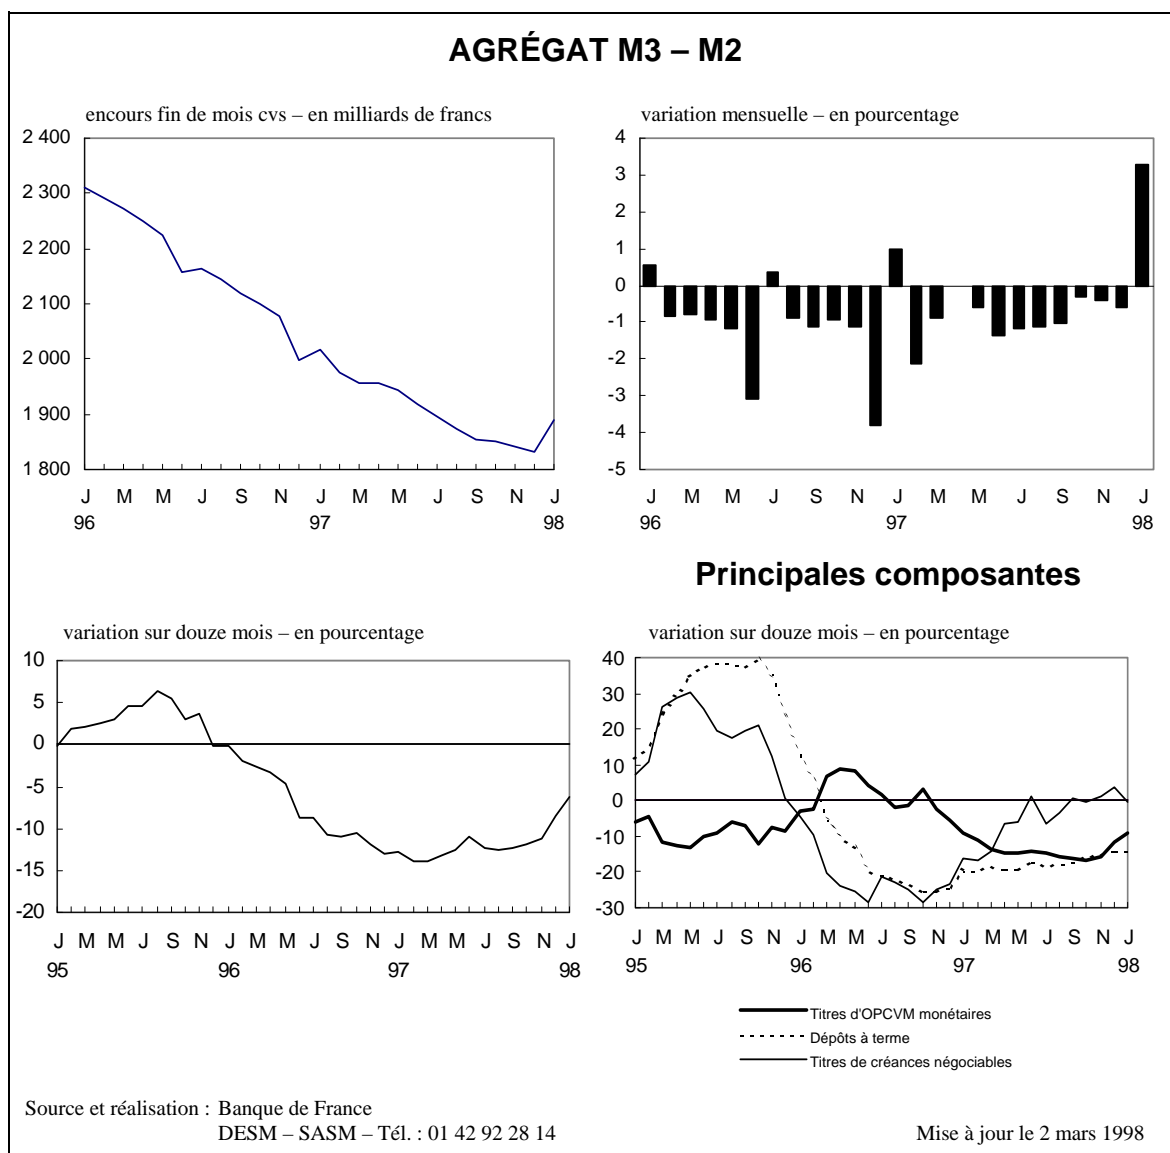 AGRÉGAT M3 – M2
encours fin de mois cvs – en milliards de francs
2 400
2 300
2 200
2 100
2 000
1 900
1 800
J M M J S N J M M J S N J
96 97 98
variation mensuelle – en pourcentage
4
3
2
1
0
-1
-2
-3
-4
-5
J M M J S N J M M J S N J
96 97 98
variation sur douze mois – en pourcentage
10
5
0
-5
-10
-15
-20
J M M J S N J M M J S N J M M J S N J
95 96 97 98
Principales composantes
variation sur douze mois – en pourcentage
40
30
20
10
0
-10
-20
-30
J M M J S N J M M J S N J M M J S N J
95 96 97 98
Titres d'OPCVM monétaires
Dépôts à terme
Titres de créances négociables
Source et réalisation : Banque de France
DESM – SASM – Tél. : 01 42 92 28 14
Mise à jour le 2 mars 1998